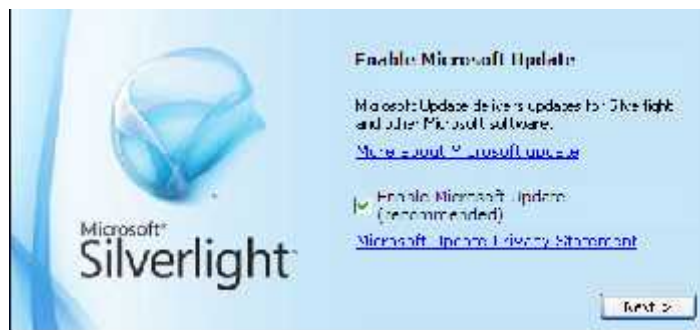 Enable Microsoft Update
Microsoft Update delivers updates for Silverlight
and other Microsoft software.
More about Microsoft update
Enable Microsoft Update
(recommended)
Microsoft Update Privacy Statement
Microsoft®
Silverlight
Next >